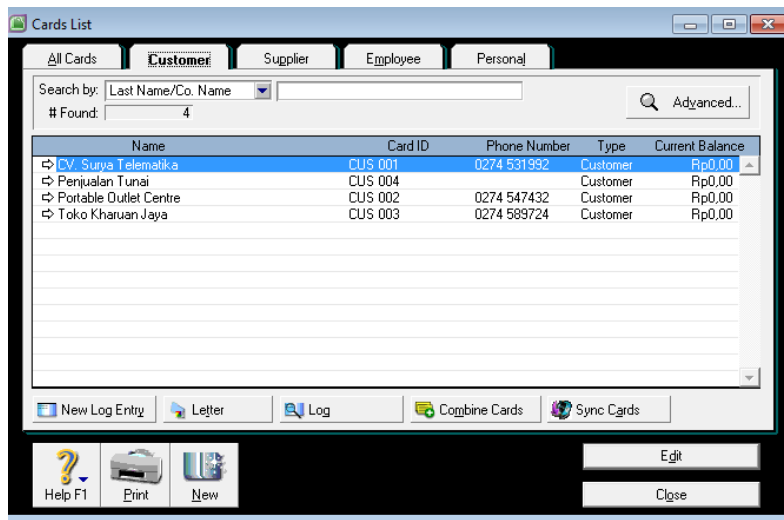 Cards List
All Cards Customer Supplier Employee Personal
Search by: Last Name/Co. Name
Advanced...
# Found: 4
Name Card ID Phone Number Type Current Balance
CV. Surya Telematika CUS 001 0274 531992 Customer Rp0,00
Penjualan Tunai CUS 004 Customer Rp0,00
Portable Outlet Centre CUS 002 0274 547432 Customer Rp0,00
Toko Kharuan Jaya CUS 003 0274 589724 Customer Rp0,00
New Log Entry Letter Log Combine Cards Sync Cards
Edit
Help F1 Print New Close